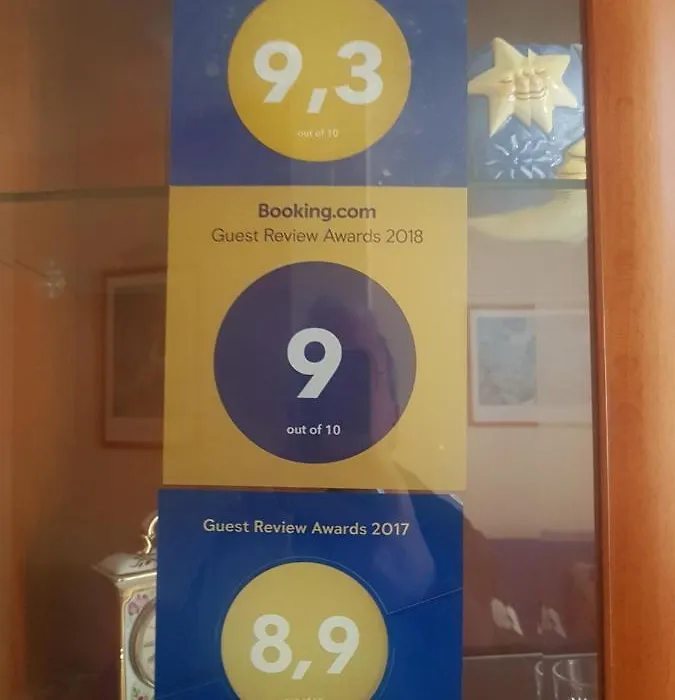 9,3
out of 10
Booking.com
Guest Review Awards 2018
9
out of 10
Guest Review Awards 2017
8,9